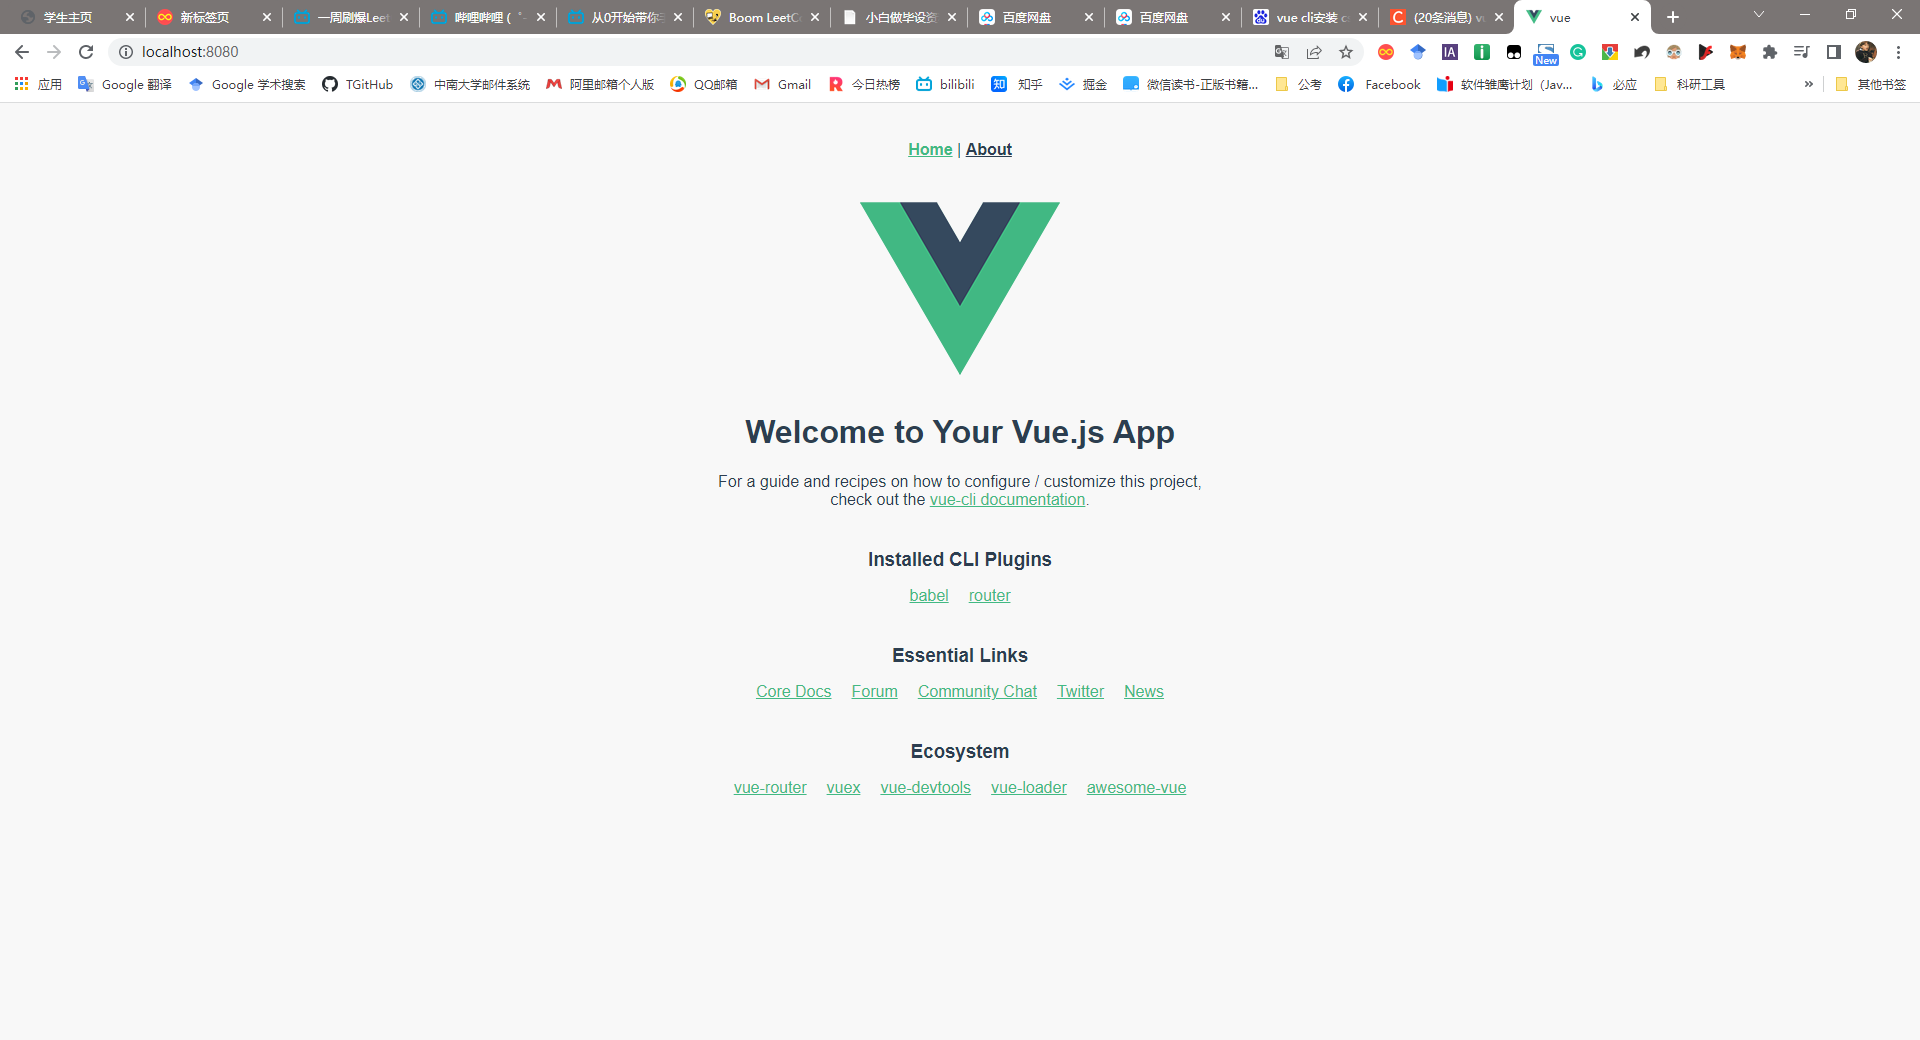 学生主页
新标签页
一周刷爆Leet
哔哩哔哩 ( ゜-
从0开始带你手
Boom LeetCo
小白做毕设资
百度网盘
百度网盘
vue cli安装
(20条消息)
vue
localhost:8080
IA
New
应用
Google 翻译
Google 学术搜索
TGitHub
中南大学邮件系统
阿里邮箱个人版
QQ邮箱
Gmail
今日热榜
bilibili
知乎
掘金
微信读书-正版书籍...
公考
Facebook
软件雏鹰计划（Jav...
必应
科研工具
»
其他书签
Home | About
Welcome to Your Vue.js App
For a guide and recipes on how to configure / customize this project,
check out the vue-cli documentation.
Installed CLI Plugins
babel router
Essential Links
Core Docs Forum Community Chat Twitter News
Ecosystem
vue-router vuex vue-devtools vue-loader awesome-vue